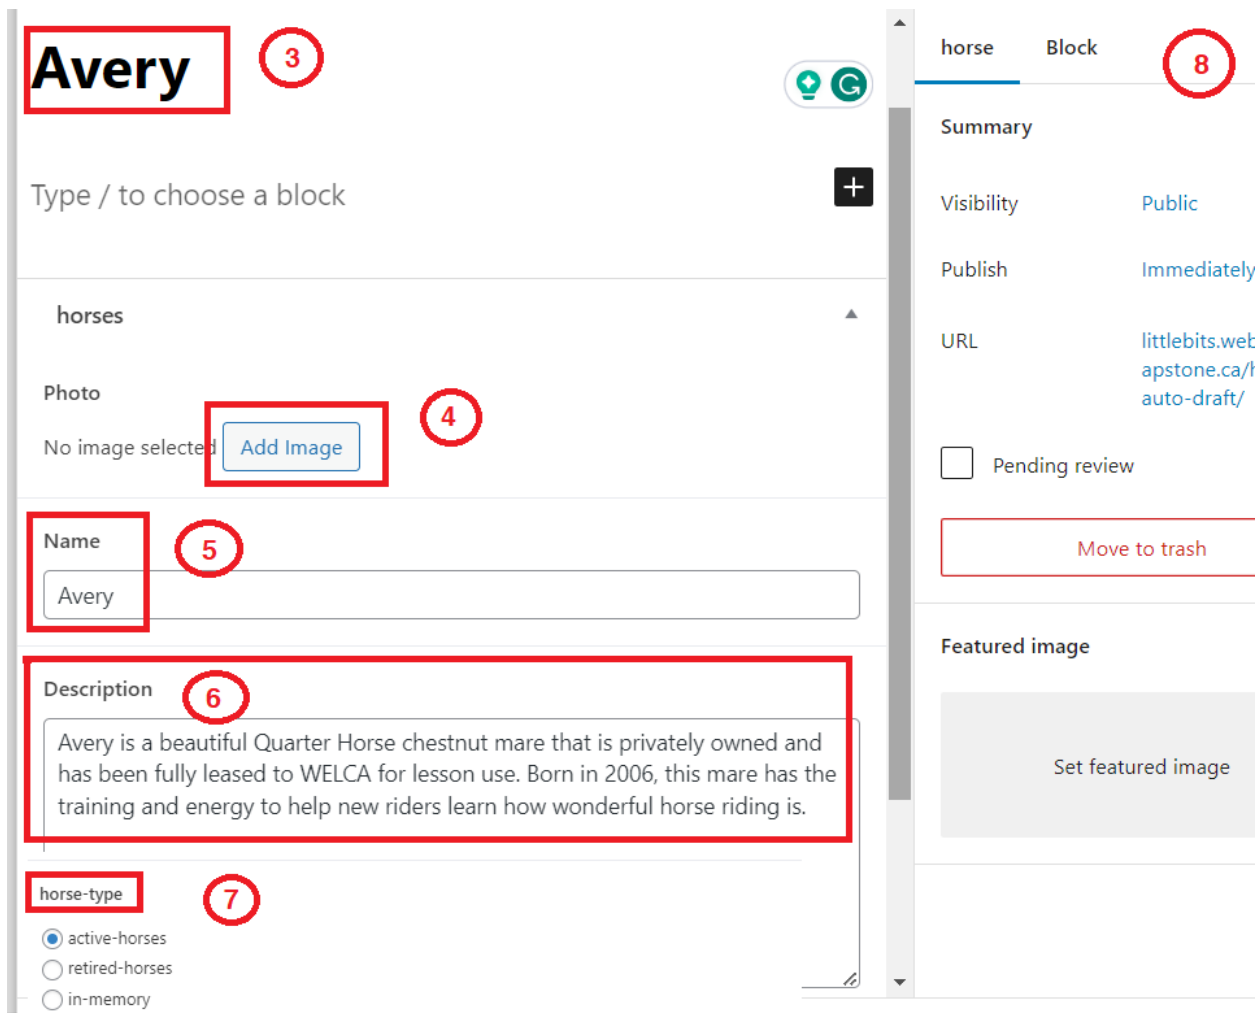 Avery
3
Type / to choose a block
horses
Photo
No image selected
Add Image
4
Name
5
Avery
Description
6
Avery is a beautiful Quarter Horse chestnut mare that is privately owned and
has been fully leased to WELCA for lesson use. Born in 2006, this mare has the
training and energy to help new riders learn how wonderful horse riding is.
horse-type
7
active-horses
retired-horses
in-memory
horse
Block
8
Summary
Visibility
Public
Publish
Immediately
URL
littlebits.web
apstone.ca/h
auto-draft/
Pending review
Move to trash
Featured image
Set featured image